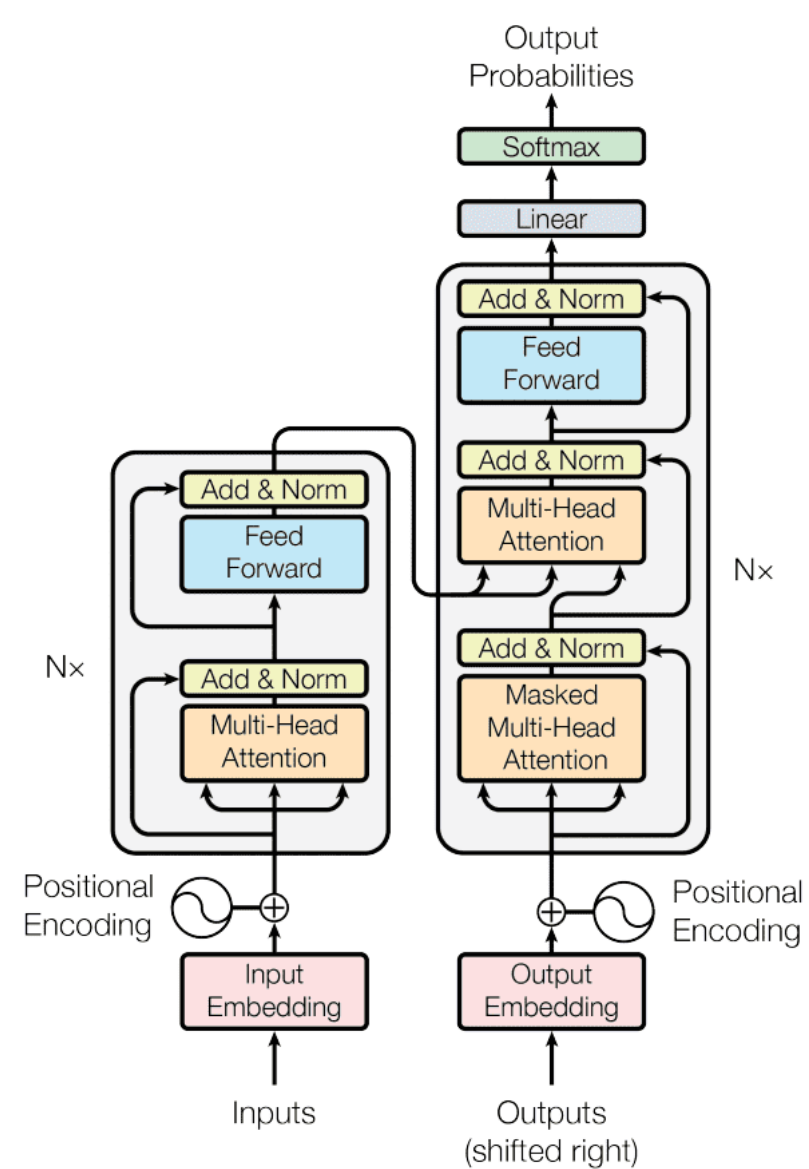 Output
Probabilities
Softmax
Linear
Add & Norm
Feed
Forward
Add & Norm
Multi-Head
Attention
Nx
Add & Norm
Masked
Multi-Head
Attention
Positional
Encoding
Output
Embedding
Outputs
(shifted right)
Add & Norm
Feed
Forward
Nx
Add & Norm
Multi-Head
Attention
Positional
Encoding
Input
Embedding
Inputs